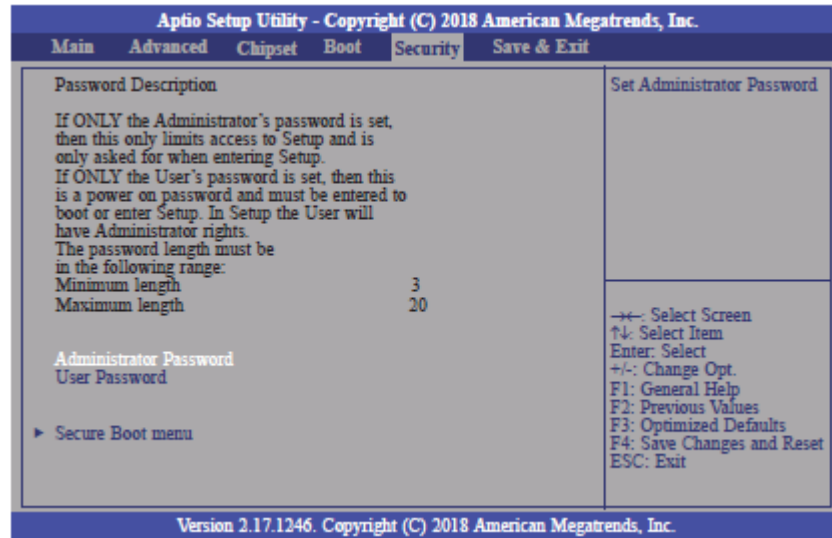 Aptio Setup Utility - Copyright (C) 2018 American Megatrends, Inc.
Main Advanced Chipset Boot Security Save & Exit
Password Description
If ONLY the Administrator's password is set,
then this only limits access to Setup and is
only asked for when entering Setup.
If ONLY the User's password is set, then this
is a power on password and must be entered to
boot or enter Setup. In Setup the User will
have Administrator rights.
The password length must be
in the following range:
Minimum length 3
Maximum length 20
Administrator Password
User Password
► Secure Boot menu
Set Administrator Password
→←: Select Screen
↑↓: Select Item
Enter: Select
+/-: Change Opt.
F1: General Help
F2: Previous Values
F3: Optimized Defaults
F4: Save Changes and Reset
ESC: Exit
Version 2.17.1246. Copyright (C) 2018 American Megatrends, Inc.